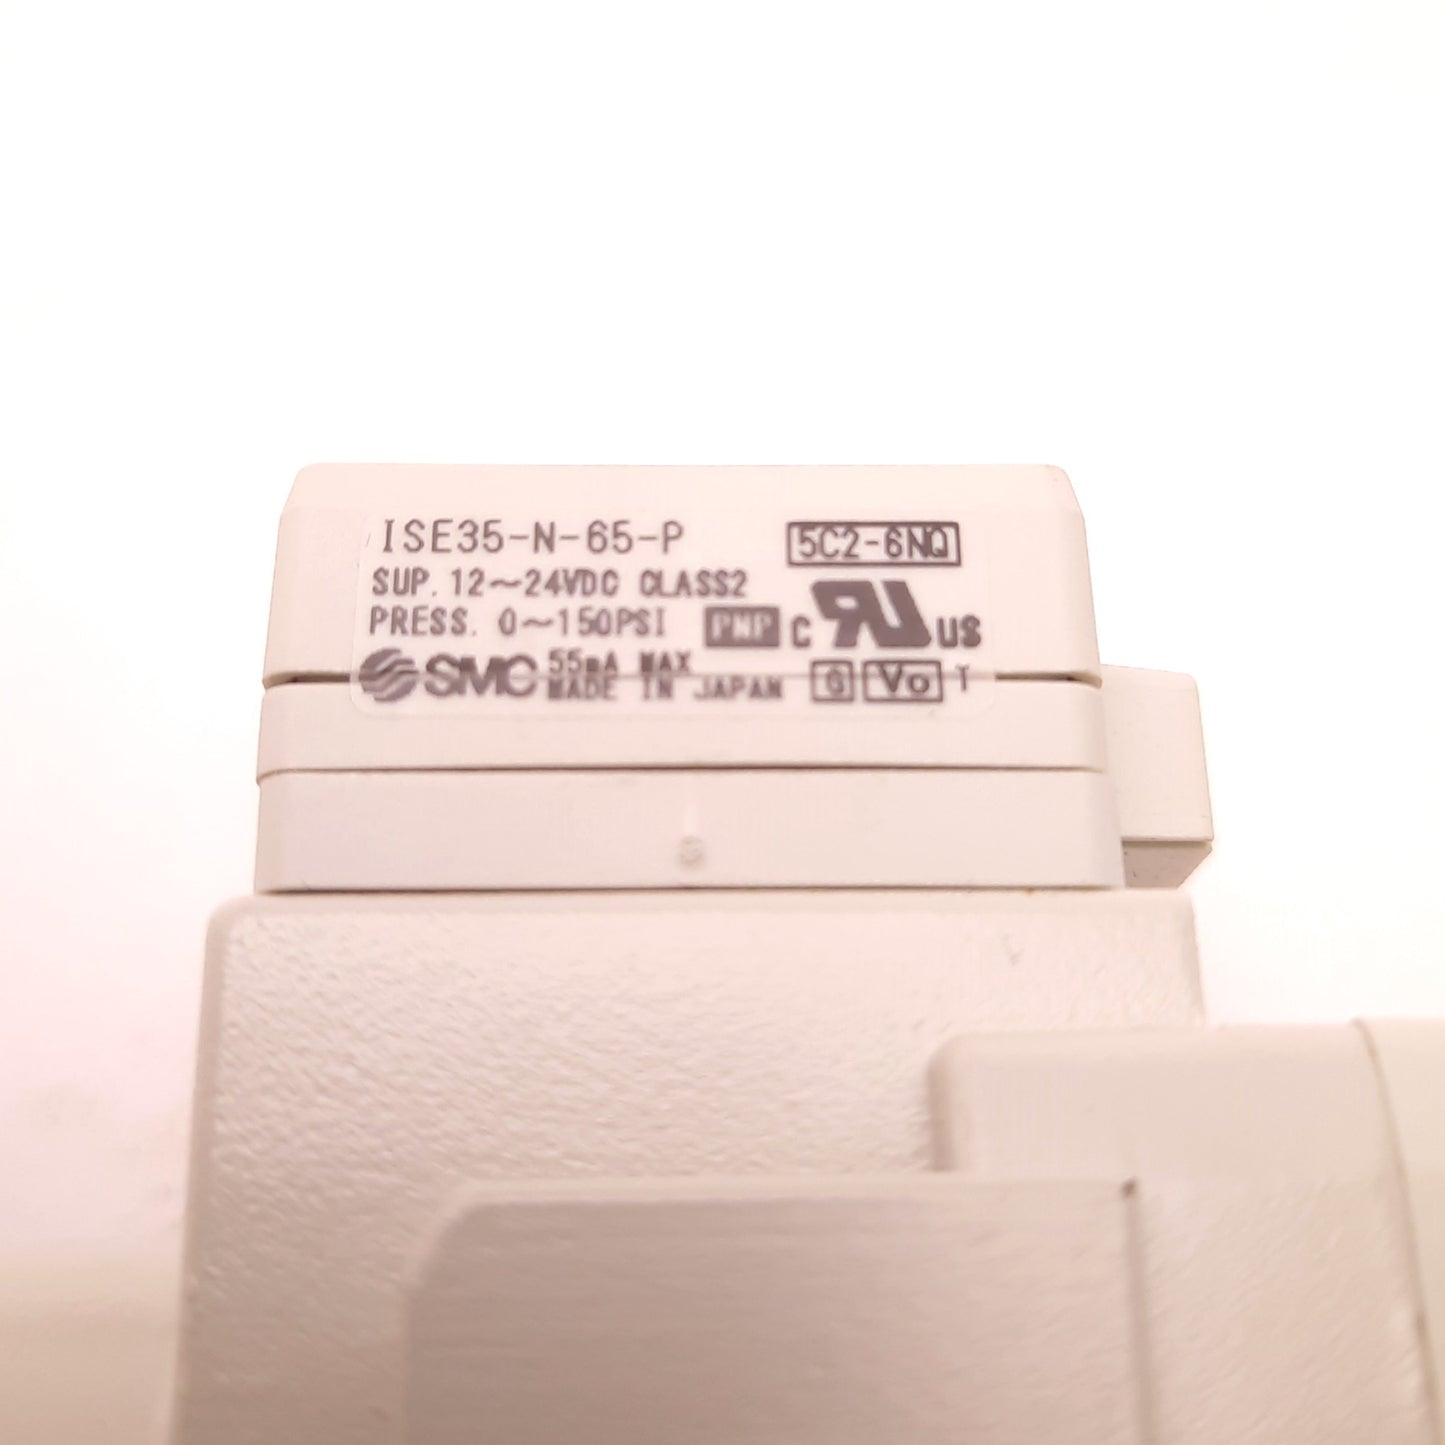 ISE35-N-65-P 5C2-6NQ
SUP. 12~24VDC CLASS2
PRESS. 0~150PSI PNP c RU US
SMC 55mA MAX
MADE IN JAPAN G Vo T